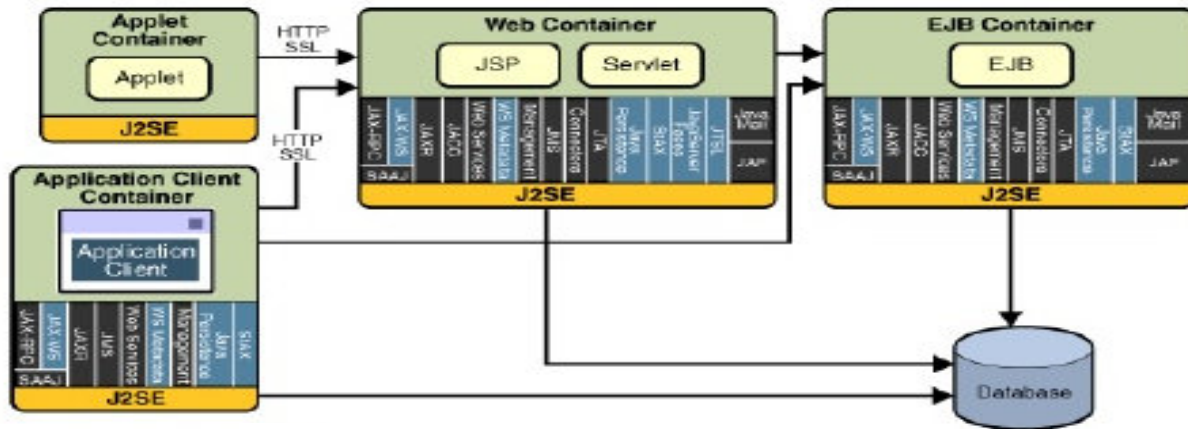 Applet
Container
Applet
J2SE
HTTP
SSL
HTTP
SSL
Web Container
JSP
Servlet
JAX-RPC
JAX-WS
SAAJ
JAXR
JACC
Web Services
WS Metadata
Management
JMS
Connectors
JTA
Java
Persistence
StAX
JavaServer
Faces
JSTL
Java
Mail
JAF
J2SE
EJB Container
EJB
JAX-RPC
JAX-WS
SAAJ
JAXR
JACC
Web Services
WS Metadata
Management
JMS
Connectors
JTA
Java
Persistence
StAX
Java
Mail
JAF
J2SE
Application Client
Container
Application
Client
JAX-RPC
JAX-WS
SAAJ
JAXR
JMS
Web Services
WS Metadata
Management
Java
Persistence
StAX
J2SE
Database